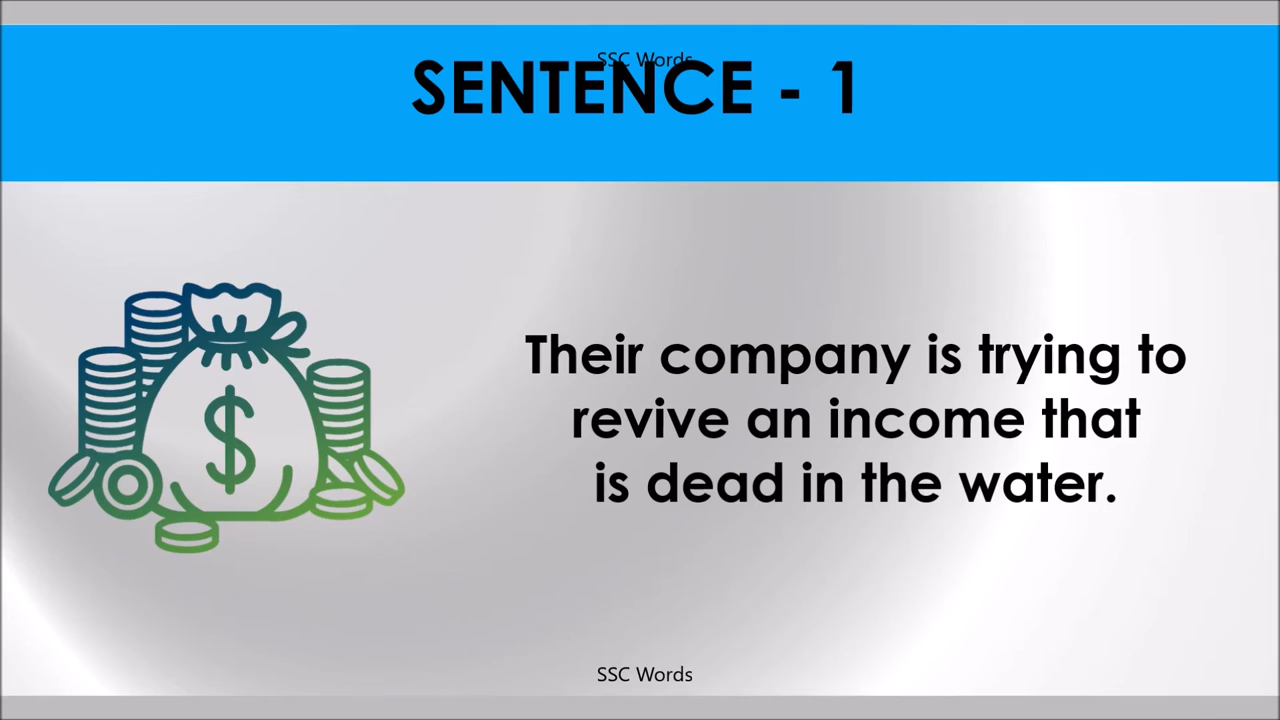 SSC Words
SENTENCE - 1
Their company is trying to
revive an income that
is dead in the water.
$
SSC Words